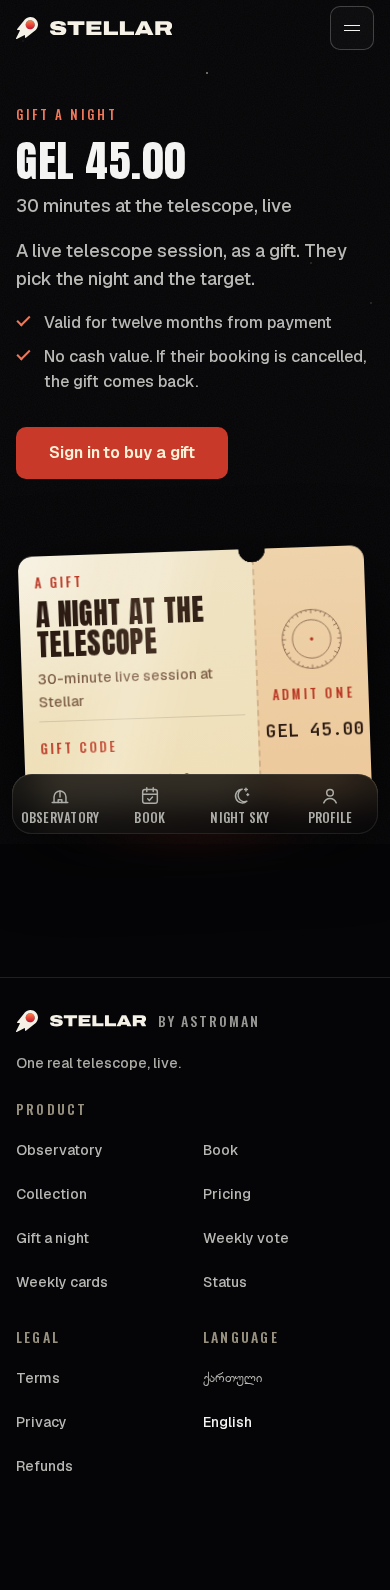 STELLAR
GIFT A NIGHT
GEL 45.00
30 minutes at the telescope, live
A live telescope session, as a gift. They
pick the night and the target.
Valid for twelve months from payment
No cash value. If their booking is cancelled,
the gift comes back.
Sign in to buy a gift
A GIFT
A NIGHT AT THE
TELESCOPE
30-minute live session at
Stellar
GIFT CODE
ADMIT ONE
GEL 45.00
OBSERVATORY
BOOK
NIGHT SKY
PROFILE
STELLAR BY ASTROMAN
One real telescope, live.
PRODUCT
Observatory
Book
Collection
Pricing
Gift a night
Weekly vote
Weekly cards
Status
LEGAL
LANGUAGE
Terms
ქართული
Privacy
English
Refunds